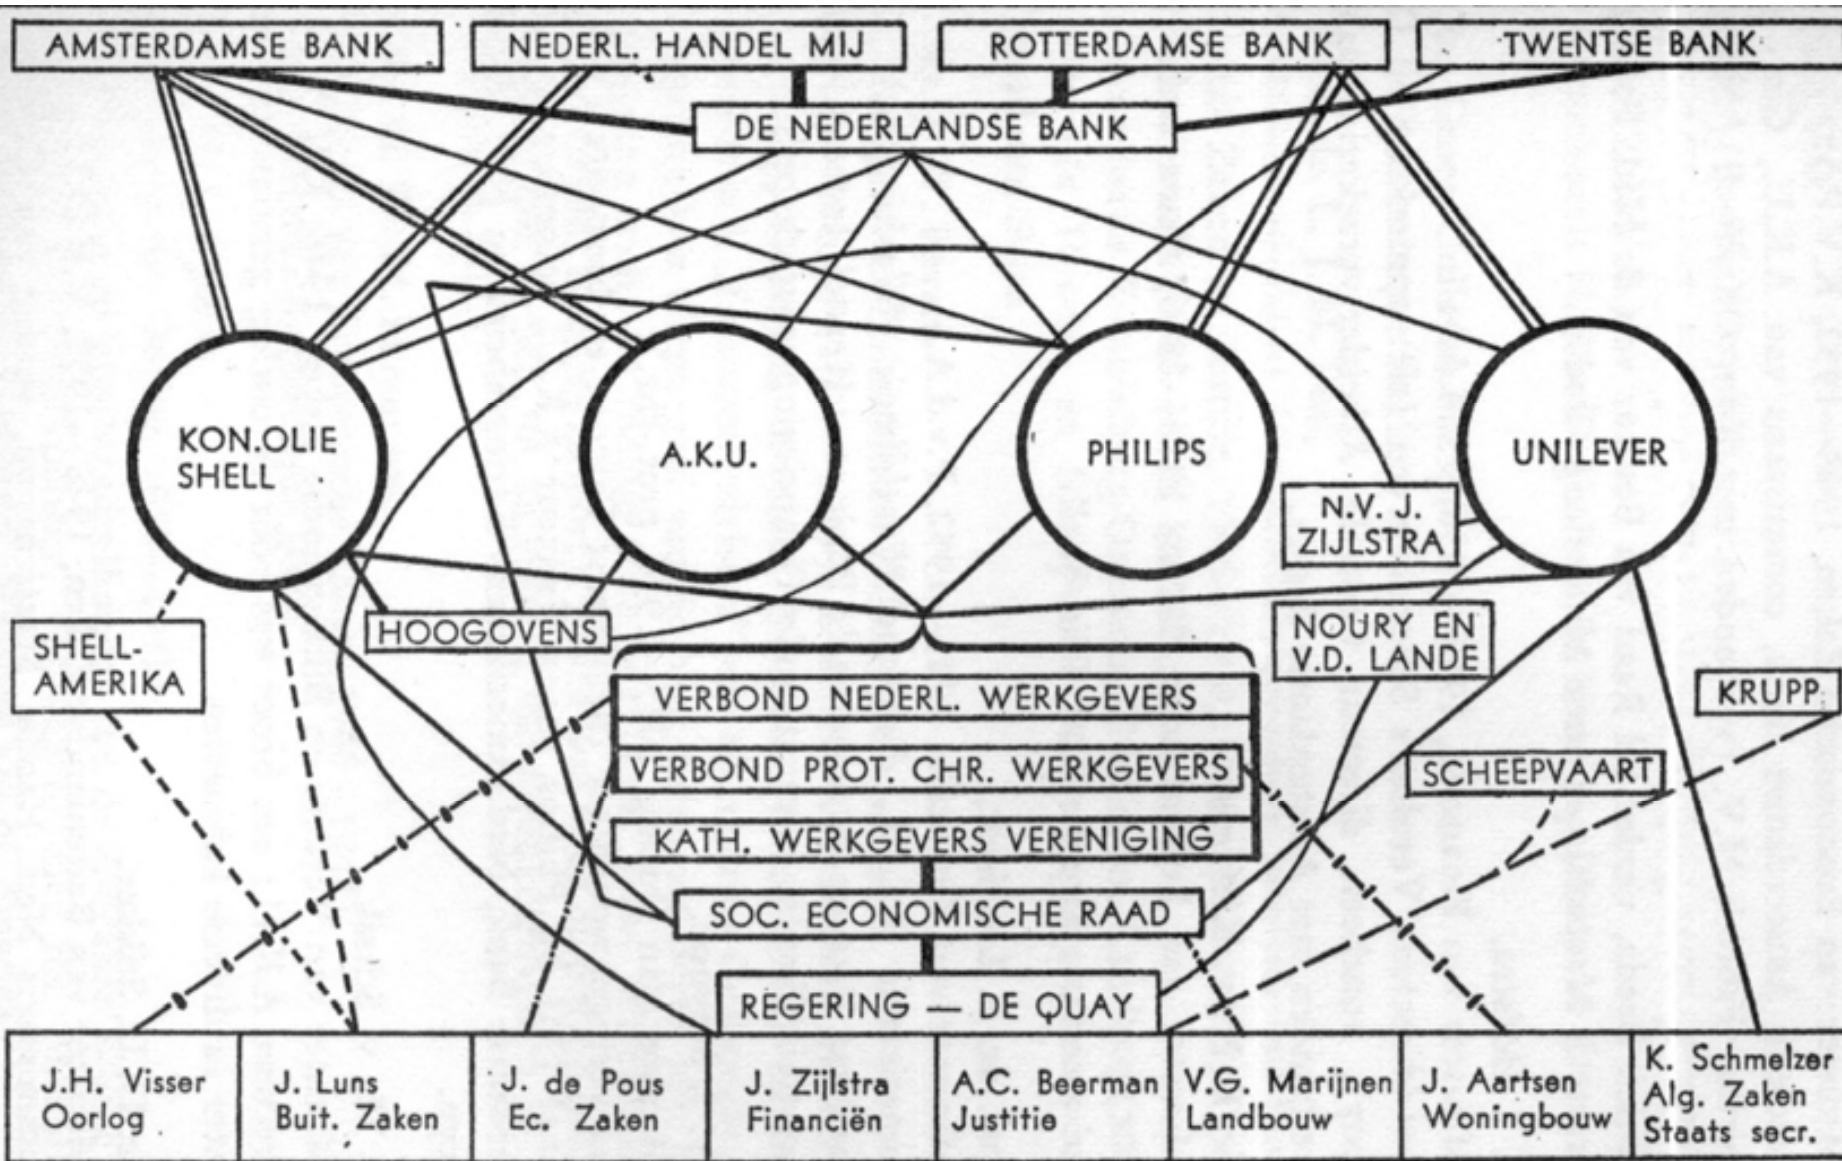 AMSTERDAMSE BANK
NEDERL. HANDEL MIJ
ROTTERDAMSE BANK
TWENTSE BANK
DE NEDERLANDSE BANK
KON.OLIE
SHELL
A.K.U.
PHILIPS
UNILEVER
N.V. J.
ZIJLSTRA
HOOGOVENS
NOURY EN
V.D. LANDE
SHELL-
AMERIKA
KRUPP
VERBOND NEDERL. WERKGEVERS
VERBOND PROT. CHR. WERKGEVERS
SCHEEPVAART
KATH. WERKGEVERS VERENIGING
SOC. ECONOMISCHE RAAD
REGERING — DE QUAY
J.H. Visser
Oorlog
J. Luns
Buit. Zaken
J. de Pous
Ec. Zaken
J. Zijlstra
Financiën
A.C. Beerman
Justitie
V.G. Marijnen
Landbouw
J. Aartsen
Woningbouw
K. Schmelzer
Alg. Zaken
Staats secr.